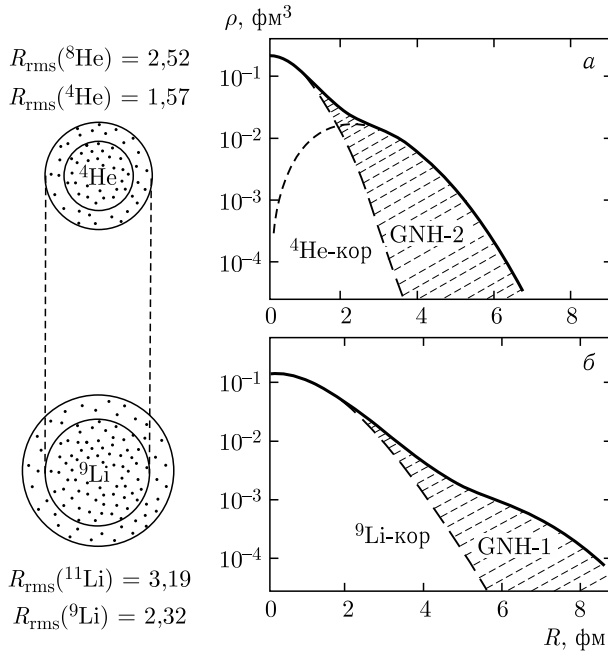 R_rms(⁸He) = 2,52
R_rms(⁴He) = 1,57
⁴He
⁹Li
R_rms(¹¹Li) = 3,19
R_rms(⁹Li) = 2,32
ρ, фм³
а
10⁻¹
10⁻²
10⁻³
10⁻⁴
⁴He-кор
GNH-2
0 2 4 6 8
б
10⁻¹
10⁻²
10⁻³
10⁻⁴
⁹Li-кор
GNH-1
0 2 4 6 8
R, фм